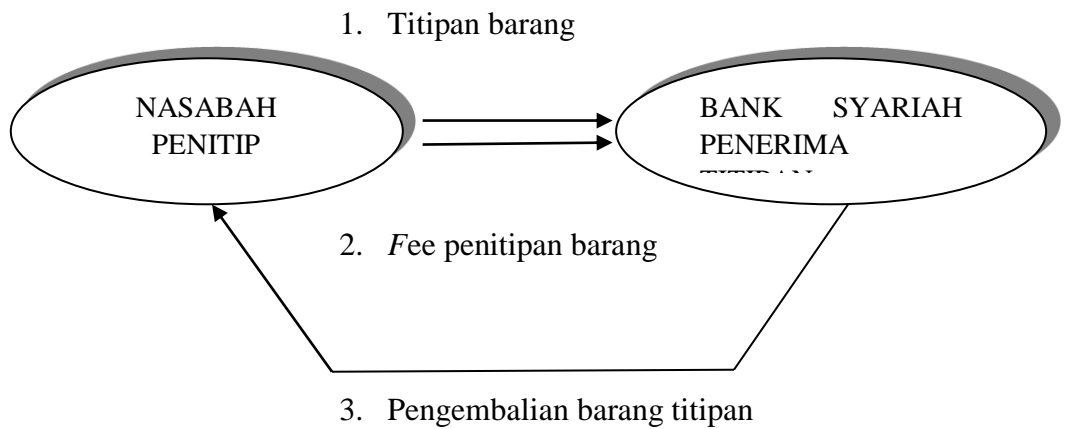 1. Titipan barang
NASABAH
PENITIP
BANK SYARIAH
PENERIMA
2. Fee penitipan barang
3. Pengembalian barang titipan